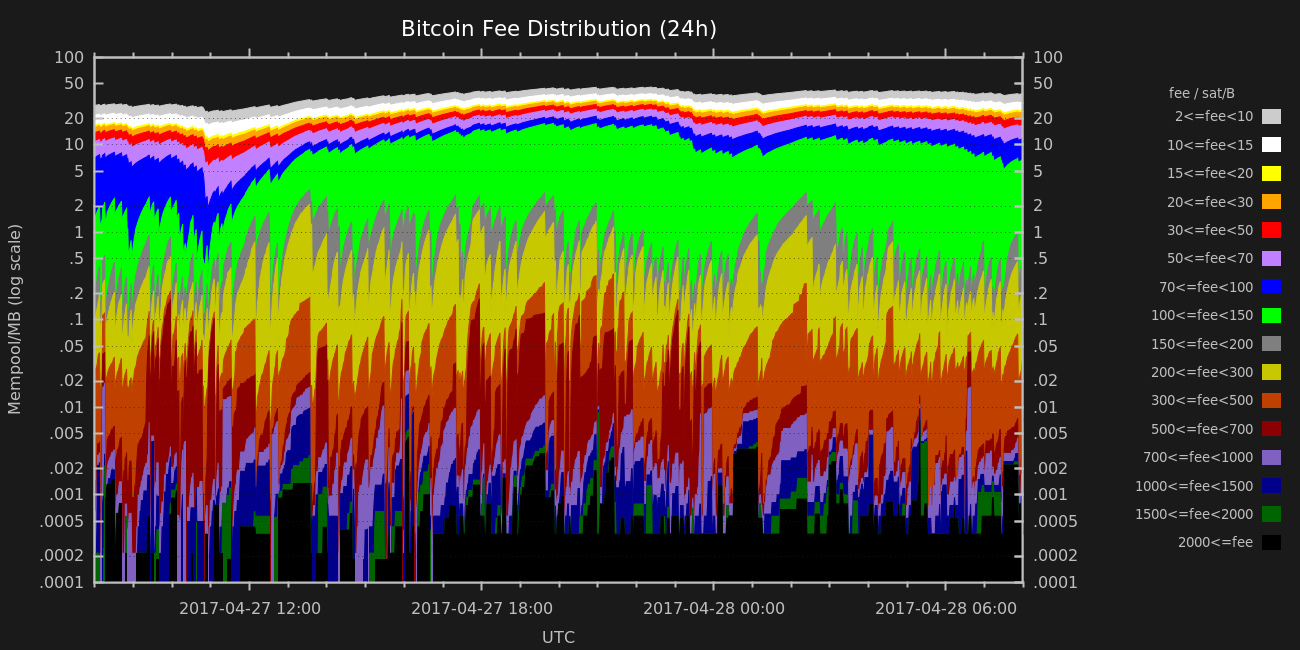 Bitcoin Fee Distribution (24h)
Mempool/MB (log scale)
100
50
20
10
5
2
1
.5
.2
.1
.05
.02
.01
.005
.002
.001
.0005
.0002
.0001
100
50
20
10
5
2
1
.5
.2
.1
.05
.02
.01
.005
.002
.001
.0005
.0002
.0001
2017-04-27 12:00
2017-04-27 18:00
2017-04-28 00:00
2017-04-28 06:00
UTC
fee / sat/B
2<=fee<10
10<=fee<15
15<=fee<20
20<=fee<30
30<=fee<50
50<=fee<70
70<=fee<100
100<=fee<150
150<=fee<200
200<=fee<300
300<=fee<500
500<=fee<700
700<=fee<1000
1000<=fee<1500
1500<=fee<2000
2000<=fee